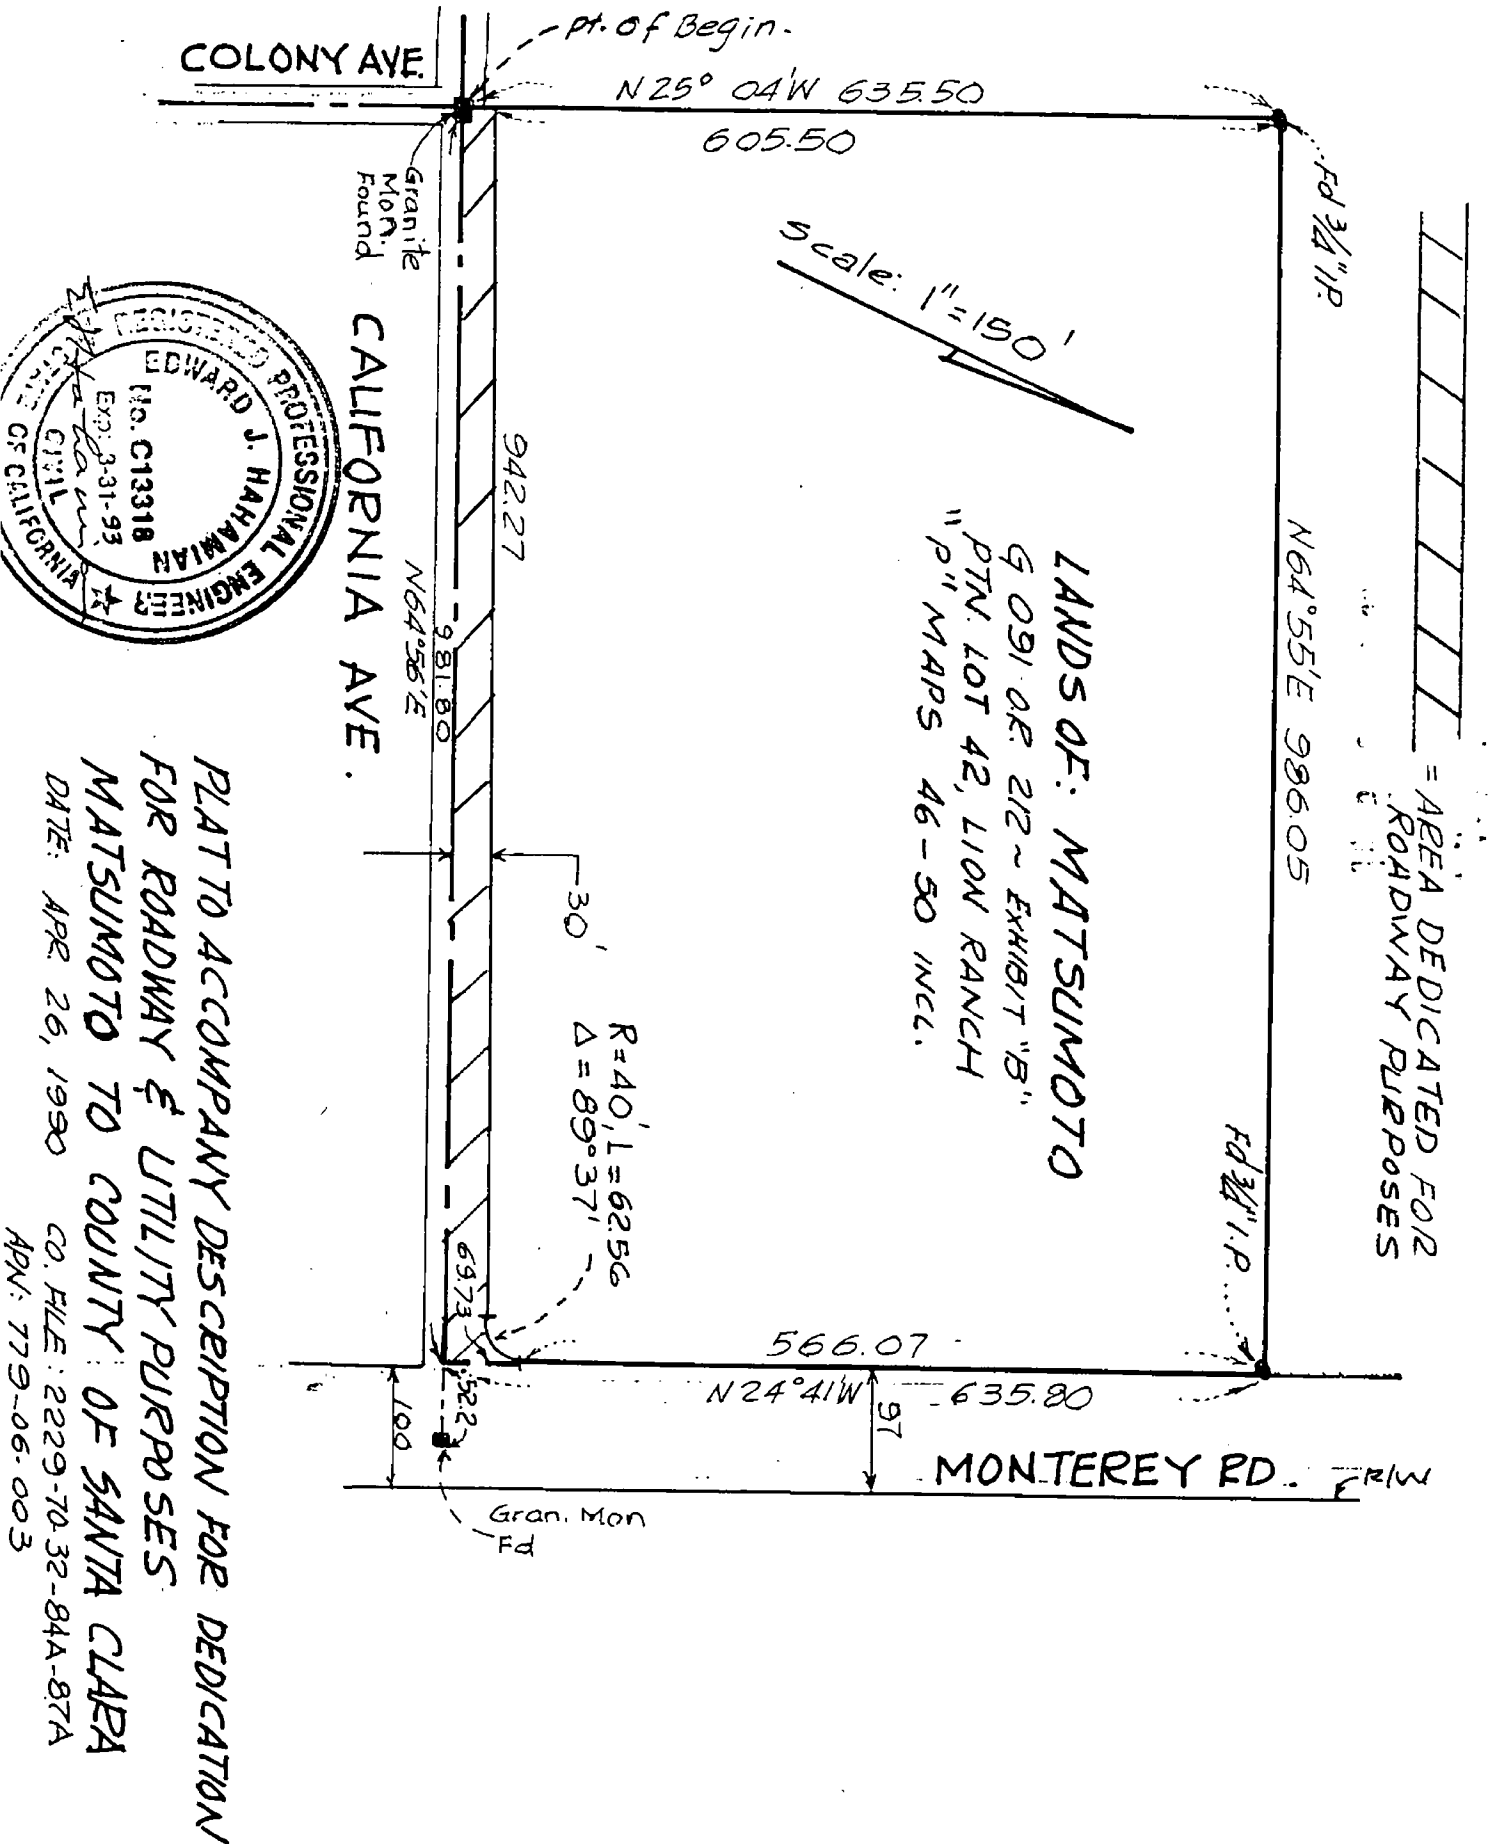 pt. of Begin.
COLONY AVE.
N 25° 04' W 635.50
605.50
Granite
Mon.
Found
Fd 3/4" I.P.
Scale: 1"=150'
= AREA DEDICATED FOR
ROADWAY PURPOSES
N64°55'E 986.05
LANDS OF: MATSUMOTO
G 091 O.R. 212 ~ EXHIBIT "B"
PTN. LOT 42, LION RANCH
"P" MAPS 46-50 INCL.
942.27
981.80
N64°56'E
CALIFORNIA AVE.
30'
R=40', L=62.56
Δ=89°37'
69.73
Fd 3/4" I.P.
566.07
N 24°41'W 635.80
52.2
100
97
MONTEREY RD.
R/W
Gran. Mon
Fd
REGISTERED PROFESSIONAL ENGINEER
EDWARD J. HAHAMIAN
No. C13318
Exp: 3-31-93
CIVIL
STATE OF CALIFORNIA
PLAT TO ACCOMPANY DESCRIPTION FOR DEDICATION
FOR ROADWAY & UTILITY PURPOSES
MATSUMOTO TO COUNTY OF SANTA CLARA
DATE: APR 26, 1990 CO. FILE: 2229-70-32-84A-87A
APN: 779-06-003